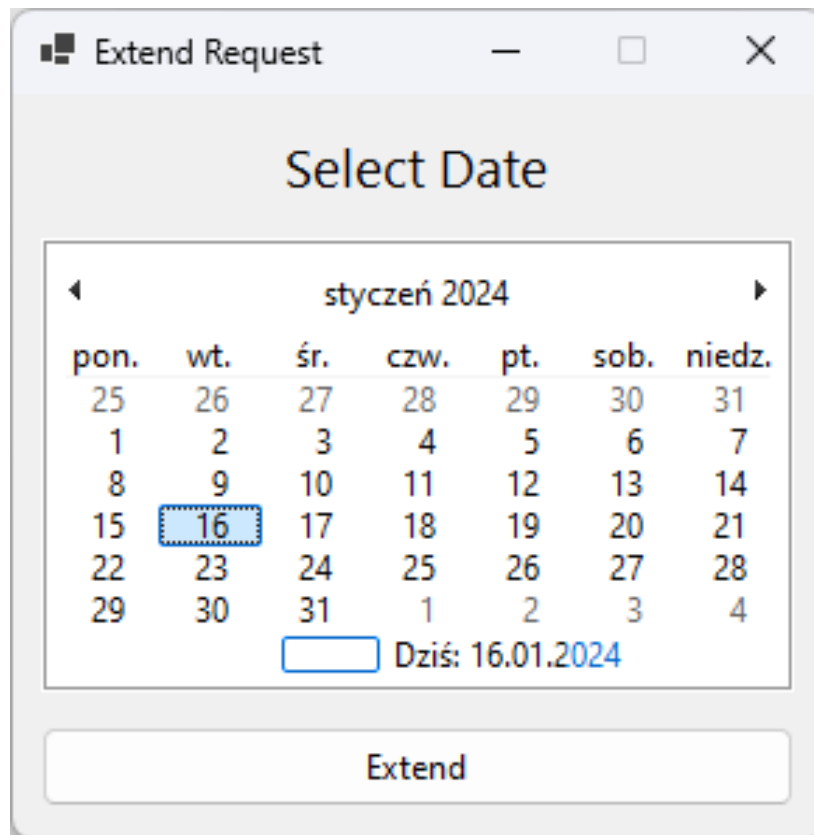 Extend Request
Select Date
styczeń 2024
pon. wt. śr. czw. pt. sob. niedz.
25 26 27 28 29 30 31
1 2 3 4 5 6 7
8 9 10 11 12 13 14
15 16 17 18 19 20 21
22 23 24 25 26 27 28
29 30 31 1 2 3 4
Dziś: 16.01.2024
Extend